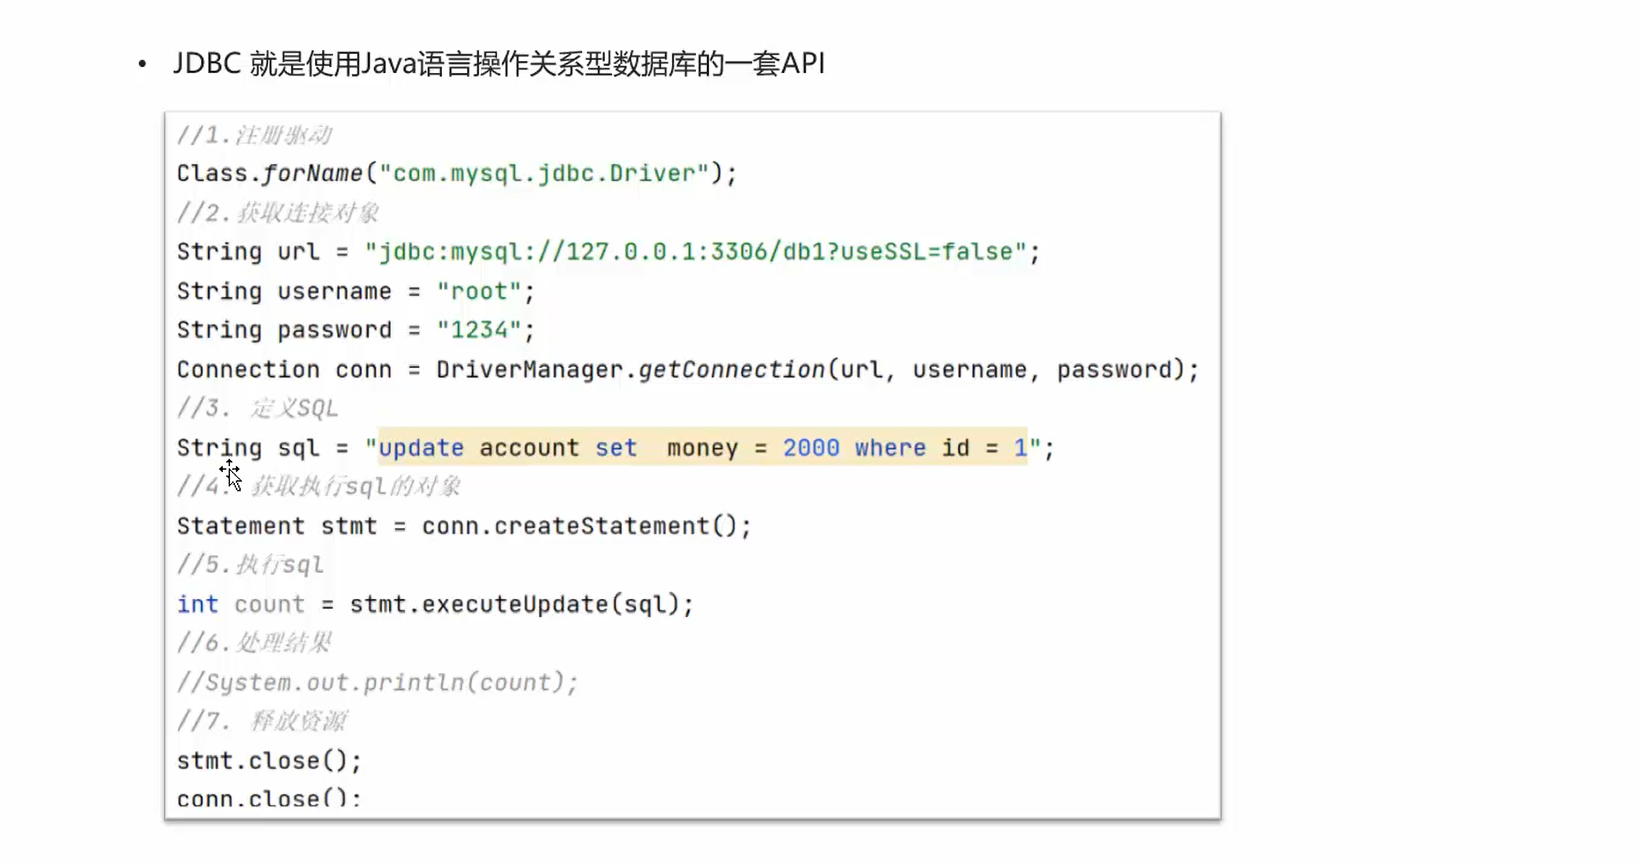 • JDBC 就是使用Java语言操作关系型数据库的一套API
//1.注册驱动
Class.forName("com.mysql.jdbc.Driver");
//2.获取连接对象
String url = "jdbc:mysql://127.0.0.1:3306/db1?useSSL=false";
String username = "root";
String password = "1234";
Connection conn = DriverManager.getConnection(url, username, password);
//3. 定义SQL
String sql = "update account set  money = 2000 where id = 1";
//4. 获取执行sql的对象
Statement stmt = conn.createStatement();
//5.执行sql
int count = stmt.executeUpdate(sql);
//6.处理结果
//System.out.println(count);
//7. 释放资源
stmt.close();
conn.close();